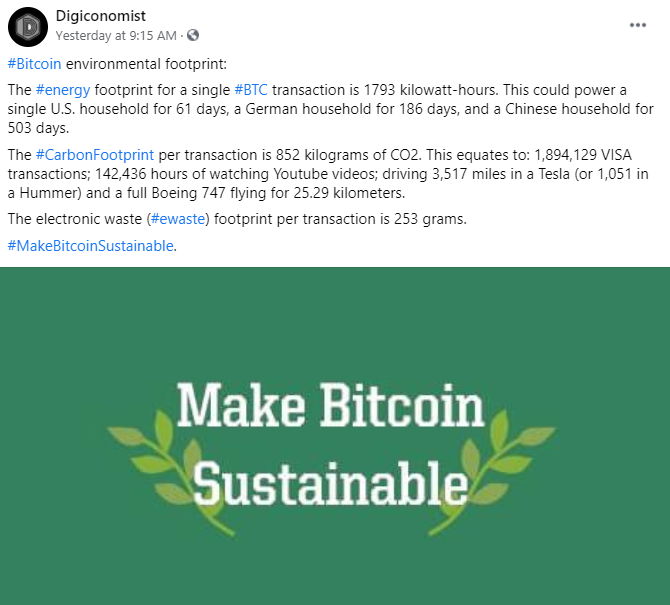 Digiconomist
Yesterday at 9:15 AM ·
#Bitcoin environmental footprint:
The #energy footprint for a single #BTC transaction is 1793 kilowatt-hours. This could power a
single U.S. household for 61 days, a German household for 186 days, and a Chinese household for
503 days.
The #CarbonFootprint per transaction is 852 kilograms of CO2. This equates to: 1,894,129 VISA
transactions; 142,436 hours of watching Youtube videos; driving 3,517 miles in a Tesla (or 1,051 in
a Hummer) and a full Boeing 747 flying for 25.29 kilometers.
The electronic waste (#ewaste) footprint per transaction is 253 grams.
#MakeBitcoinSustainable.
Make Bitcoin
Sustainable